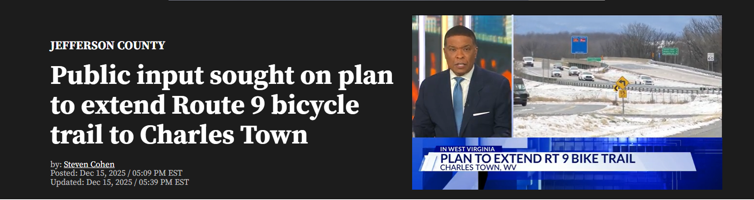 JEFFERSON COUNTY
Public input sought on plan
to extend Route 9 bicycle
trail to Charles Town
by: Steven Cohen
Posted: Dec 15, 2025 / 05:09 PM EST
Updated: Dec 15, 2025 / 05:39 PM EST
IN WEST VIRGINIA
PLAN TO EXTEND RT 9 BIKE TRAIL
CHARLES TOWN, WV